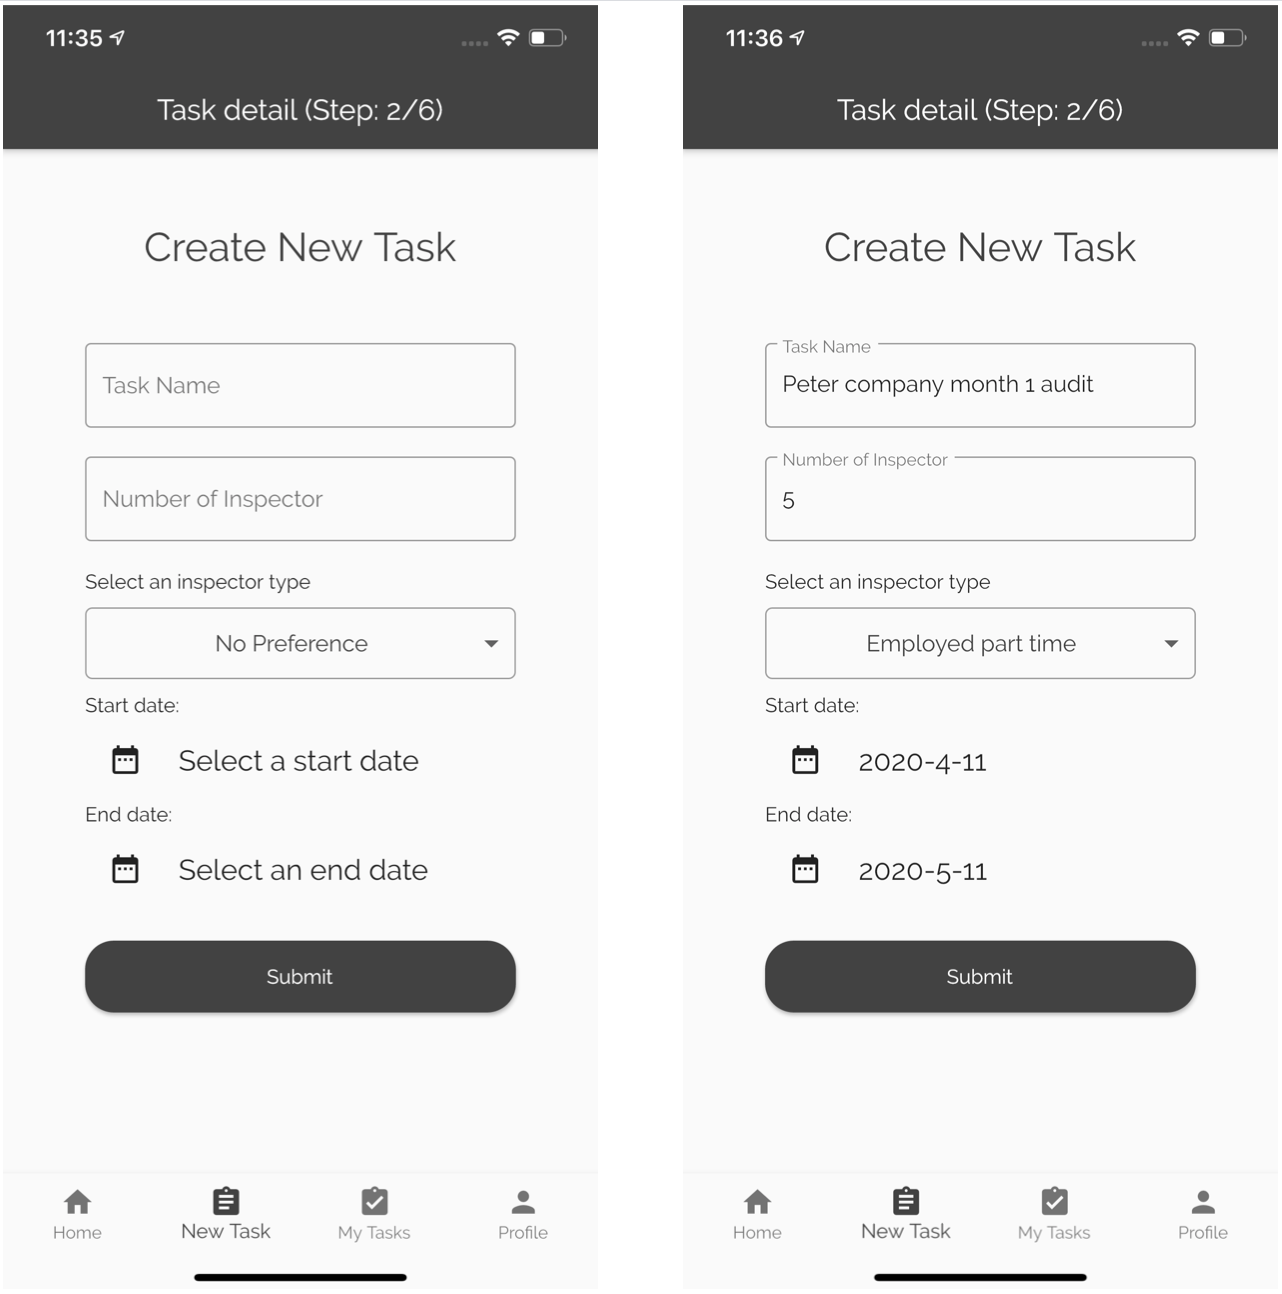 11:35
Task detail (Step: 2/6)
Create New Task
Task Name
Number of Inspector
Select an inspector type
No Preference
Start date:
Select a start date
End date:
Select an end date
Submit
Home
New Task
My Tasks
Profile
11:36
Task detail (Step: 2/6)
Create New Task
Task Name
Peter company month 1 audit
Number of Inspector
5
Select an inspector type
Employed part time
Start date:
2020-4-11
End date:
2020-5-11
Submit
Home
New Task
My Tasks
Profile